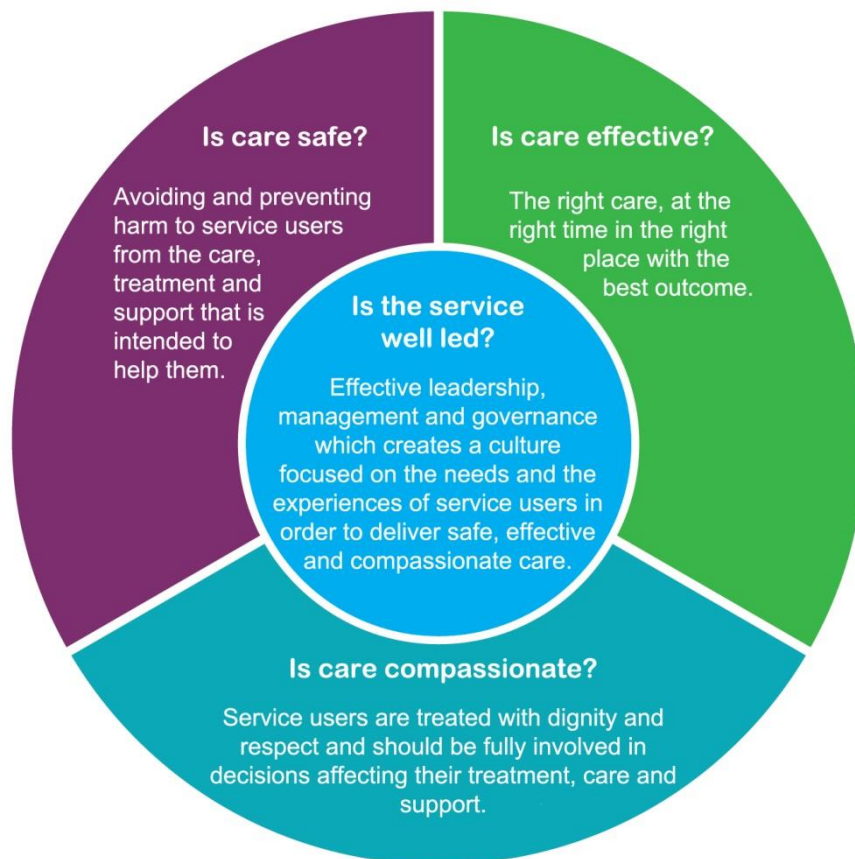 Is care safe?
Avoiding and preventing
harm to service users
from the care,
treatment and
support that is
intended to
help them.
Is care effective?
The right care, at the
right time in the right
place with the
best outcome.
Is the service
well led?
Effective leadership,
management and governance
which creates a culture
focused on the needs and the
experiences of service users in
order to deliver safe, effective
and compassionate care.
Is care compassionate?
Service users are treated with dignity and
respect and should be fully involved in
decisions affecting their treatment, care and
support.